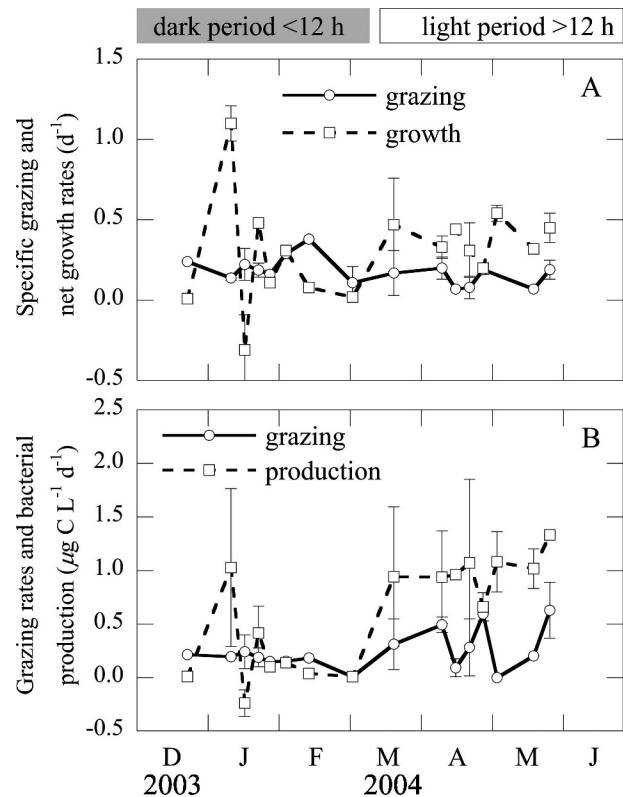 dark period <12 h
light period >12 h
A
grazing
growth
Specific grazing and
net growth rates (d⁻¹)
1.5
1.0
0.5
0.0
-0.5
B
grazing
production
Grazing rates and bacterial
production (µg C L⁻¹ d⁻¹)
2.5
2.0
1.5
1.0
0.5
0.0
-0.5
D J F M A M J
2003 2004